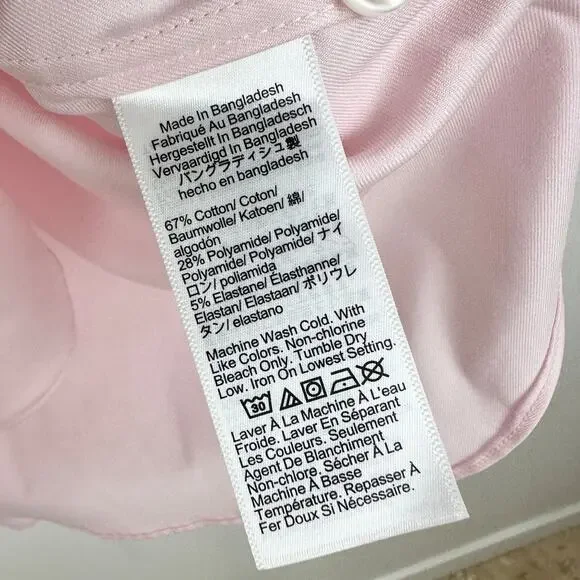 Made In Bangladesh
Fabriqué Au Bangladesh
Hergestellt In Bangladesch
Vervaardigd In Bangladesh
バングラディシュ製
hecho en bangladesh
67% Cotton/ Coton/
Baumwolle/ Katoen/ 綿/
algodón
28% Polyamide/ Polyamide/
Polyamide/ Polyamide/ ナイ
ロン/ poliamida
5% Elastane/ Élasthanne/
Elastan/ Elastaan/ ポリウレ
タン/ elastano
Machine Wash Cold. With
Like Colors. Non-chlorine
Bleach Only. Tumble Dry
Low. Iron On Lowest Setting.
30
Laver À La Machine À L'eau
Froide. Laver En Séparant
Les Couleurs. Seulement
Agent De Blanchiment
Non-chlore. Sécher À La
Machine À Basse
Température. Repasser À
Fer Doux Si Nécessaire.